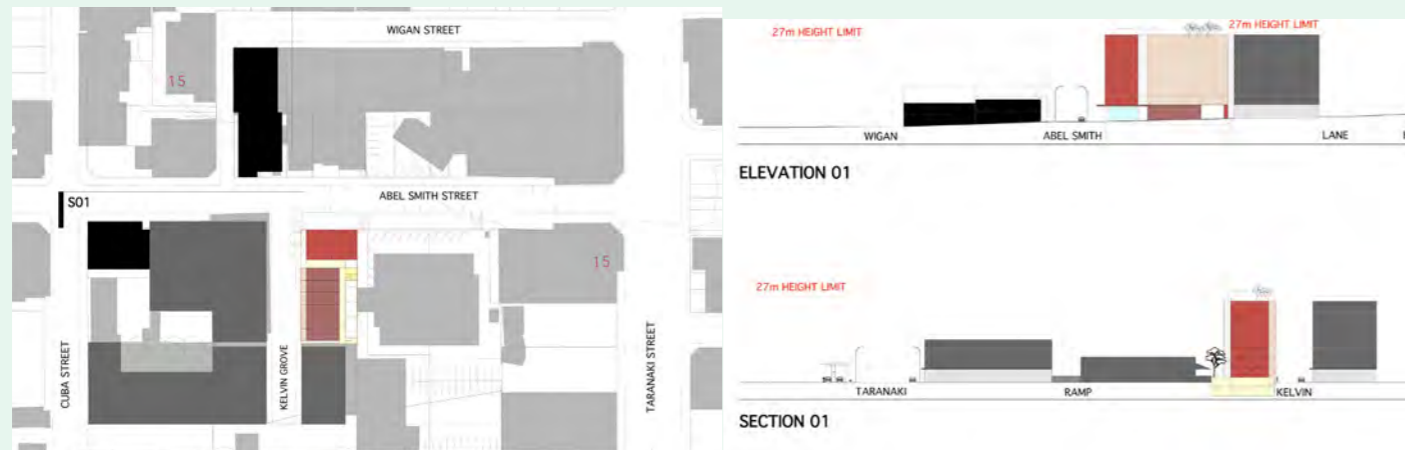 WIGAN STREET
15
ABEL SMITH STREET
S01
15
CUBA STREET
KELVIN GROVE
TARANAKI STREET
27m HEIGHT LIMIT
27m HEIGHT LIMIT
WIGAN
ABEL SMITH
LANE
ELEVATION 01
27m HEIGHT LIMIT
TARANAKI
RAMP
KELVIN
SECTION 01